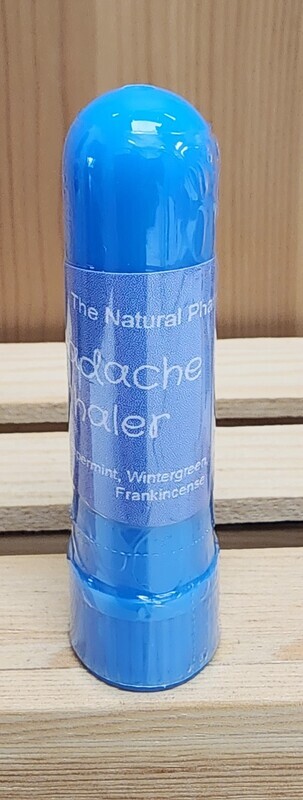 The Natural Pha
adache
haler
permint, Wintergreen,
Frankincense